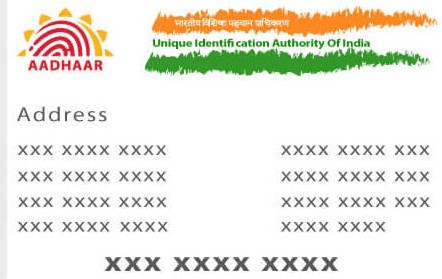 भारतीय विशिष्ट पहचान प्राधिकरण
Unique Identification Authority Of India
AADHAAR
Address
xxx xxxx xxxx xxxx xxxx xxx
xxx xxxx xxxx xxxx xxxx xxx
xxx xxxx xxxx xxxx xxxx xxx
xxx xxxx xxxx xxxx xxxx
xxx xxxx xxxx